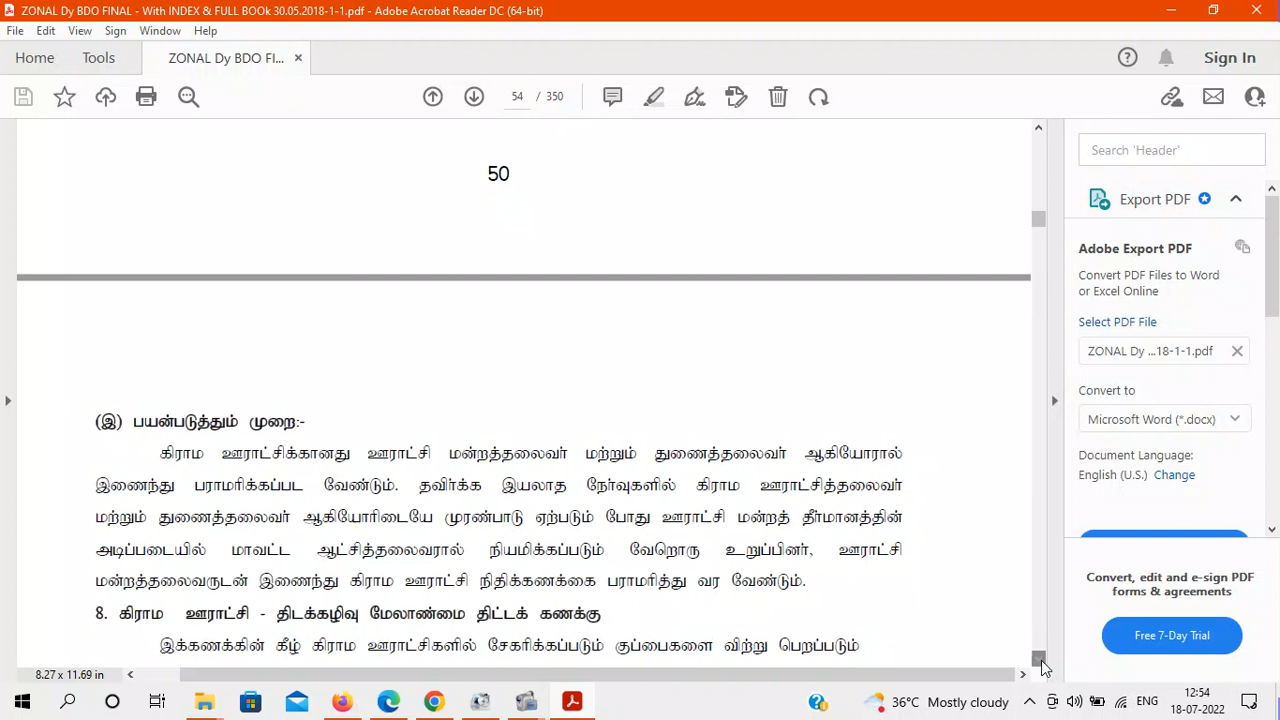 ZONAL Dy BDO FINAL - With INDEX & FULL BOOk 30.05.2018-1-1.pdf - Adobe Acrobat Reader DC (64-bit)
File Edit View Sign Window Help
Home Tools ZONAL Dy BDO FI... Sign In
54 / 350
50
(இ) பயன்படுத்தும் முறை:-
கிராம ஊராட்சிக்கானது ஊராட்சி மன்றத்தலைவர் மற்றும் துணைத்தலைவர் ஆகியோரால்
இணைந்து பராமரிக்கப்பட வேண்டும். தவிர்க்க இயலாத நேர்வுகளில் கிராம ஊராட்சித்தலைவர்
மற்றும் துணைத்தலைவர் ஆகியோரிடையே முரண்பாடு ஏற்படும் போது ஊராட்சி மன்றத் தீர்மானத்தின்
அடிப்படையில் மாவட்ட ஆட்சித்தலைவரால் நியமிக்கப்படும் வேறொரு உறுப்பினர், ஊராட்சி
மன்றத்தலைவருடன் இணைந்து கிராம ஊராட்சி நிதிக்கணக்கை பராமரித்து வர வேண்டும்.
8. கிராம ஊராட்சி - திடக்கழிவு மேலாண்மை திட்டக் கணக்கு
இக்கணக்கின் கீழ் கிராம ஊராட்சிகளில் சேகரிக்கப்படும் குப்பைகளை விற்று பெறப்படும்
8.27 x 11.69 in
Search 'Header'
Export PDF
Adobe Export PDF
Convert PDF Files to Word
or Excel Online
Select PDF File
ZONAL Dy ...18-1-1.pdf
Convert to
Microsoft Word (*.docx)
Document Language:
English (U.S.) Change
Convert, edit and e-sign PDF
forms & agreements
Free 7-Day Trial
36°C Mostly cloudy ENG 12:54
18-07-2022